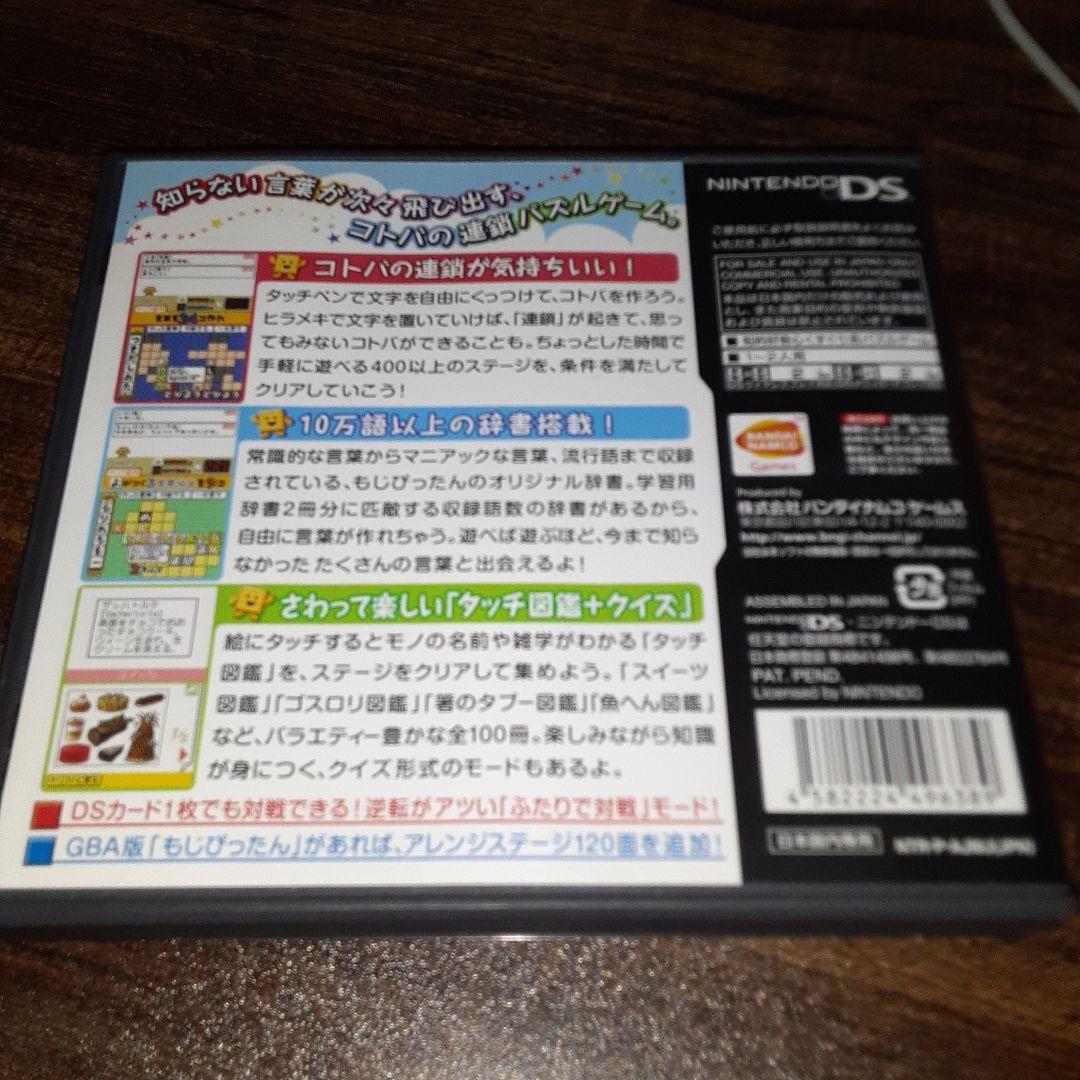 知らない言葉が次々飛び出す、
コトバの連鎖パズルゲーム。
コトバの連鎖が気持ちいい！
タッチペンで文字を自由にくっつけて、コトバを作ろう。
ヒラメキで文字を置いていけば、「連鎖」が起きて、思っ
てもみないコトバができることも。ちょっとした時間で
手軽に遊べる400以上のステージを、条件を満たして
クリアしていこう！
10万語以上の辞書搭載！
常識的な言葉からマニアックな言葉、流行語まで収録
されている、もじぴったんのオリジナル辞書。学習用
辞書2冊分に匹敵する収録語数の辞書があるから、
自由に言葉が作れちゃう。遊べば遊ぶほど、今まで知ら
なかった たくさんの言葉と出会えるよ！
さわって楽しい「タッチ図鑑+クイズ」
絵にタッチするとモノの名前や雑学がわかる「タッチ
図鑑」を、ステージをクリアして集めよう。「スイーツ
図鑑」「ゴスロリ図鑑」「箸のタブー図鑑」「魚へん図鑑」
など、バラエティー豊かな全100冊。楽しみながら知識
が身につく、クイズ形式のモードもあるよ。
DSカード1枚でも対戦できる！逆転がアツい「ふたりで対戦」モード！
GBA版「もじぴったん」があれば、アレンジステージ120面を追加！
NINTENDO DS
FOR SALE AND USE IN JAPAN ONLY
COMMERCIAL USE, UNAUTHORIZED
COPY AND RENTAL PROHIBITED
1〜2人用
BANDAI
NAMCO
Games
Produced by
株式会社バンダイナムコゲームス
ASSEMBLED IN JAPAN
PAT. PEND.
Licensed by NINTENDO
4 582224 496389
日本国内専用